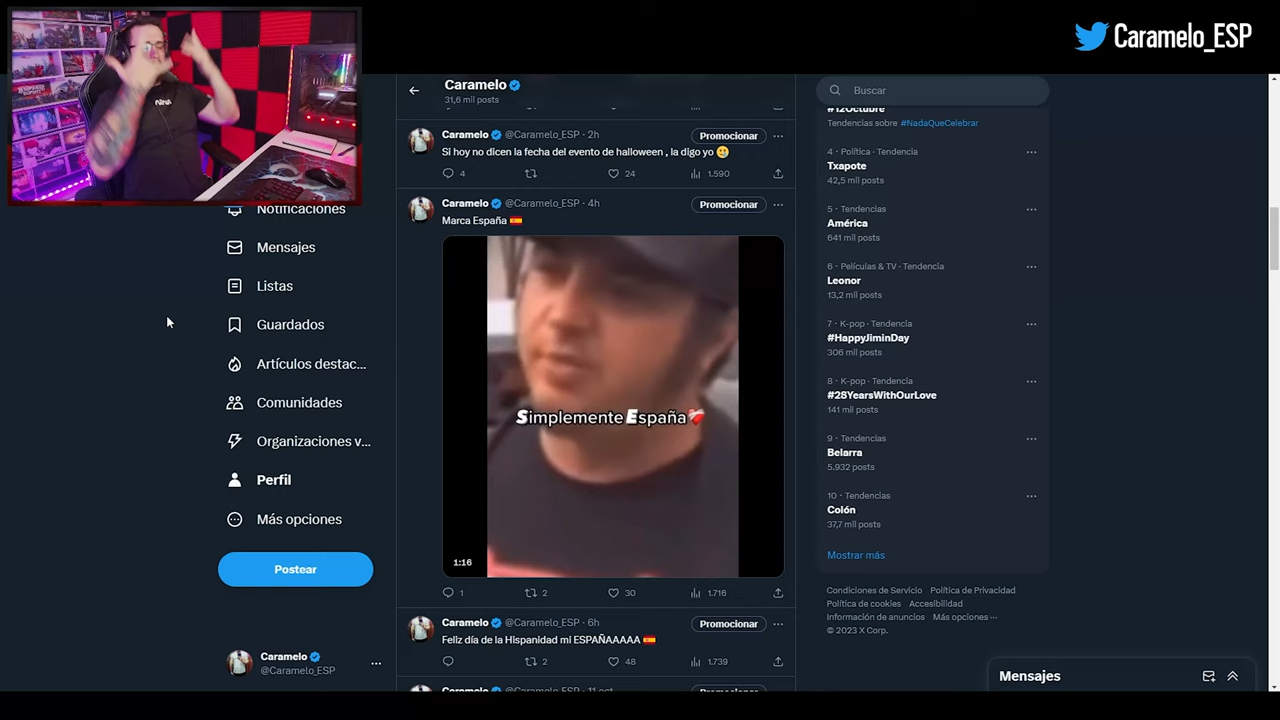 Caramelo_ESP
Caramelo
31,6 mil posts
Caramelo @Caramelo_ESP · 2h
Promocionar
Si hoy no dicen la fecha del evento de halloween , la digo yo 🥲
4
24
1.590
Caramelo @Caramelo_ESP · 4h
Promocionar
Marca España 🇪🇸
Simplemente España❤️‍🩹
1:16
1
2
30
1.716
Caramelo @Caramelo_ESP · 6h
Promocionar
Feliz día de la Hispanidad mi ESPAÑAAAAA 🇪🇸
2
48
1.739
Notificaciones
Mensajes
Listas
Guardados
Artículos destac...
Comunidades
Organizaciones v...
Perfil
Más opciones
Postear
Caramelo
@Caramelo_ESP
Buscar
#12Octubre
Tendencias sobre #NadaQueCelebrar
4 · Política · Tendencia
Txapote
42,5 mil posts
5 · Tendencias
América
641 mil posts
6 · Películas & TV · Tendencia
Leonor
13,2 mil posts
7 · K-pop · Tendencia
#HappyJiminDay
306 mil posts
8 · K-pop · Tendencia
#28YearsWithOurLove
141 mil posts
9 · Tendencias
Belarra
5.932 posts
10 · Tendencias
Colón
37,7 mil posts
Mostrar más
Condiciones de Servicio Política de Privacidad
Política de cookies Accesibilidad
Información de anuncios Más opciones ···
© 2023 X Corp.
Mensajes